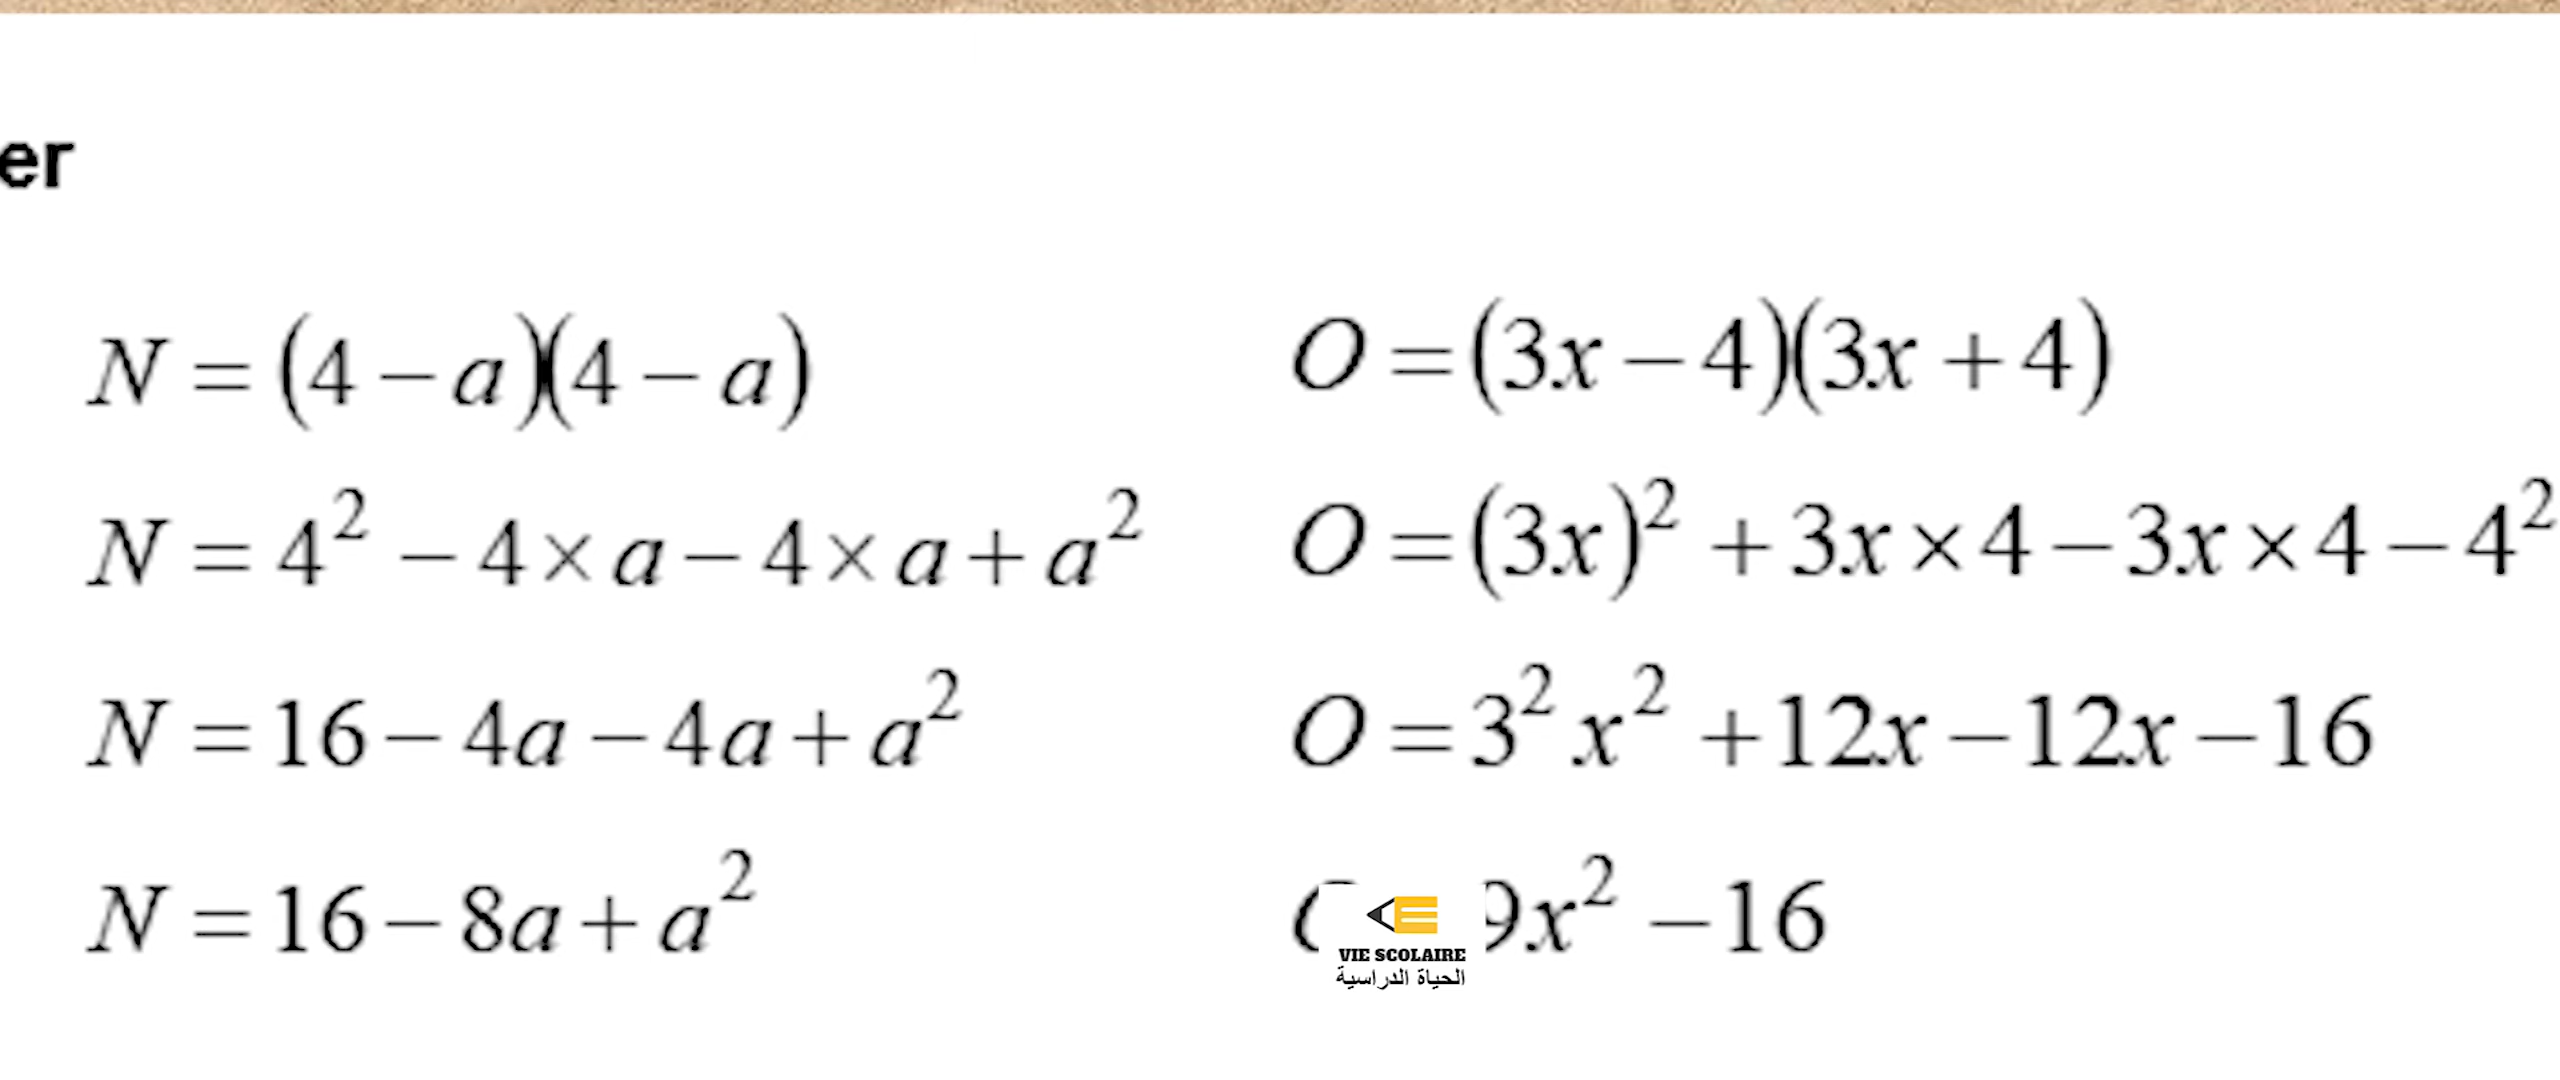 er
N = (4 − a)(4 − a)
N = 4² − 4 × a − 4 × a + a²
N = 16 − 4a − 4a + a²
N = 16 − 8a + a²
O = (3x − 4)(3x + 4)
O = (3x)² + 3x × 4 − 3x × 4 − 4²
O = 3² x² + 12x − 12x − 16
9x² − 16
VIE SCOLAIRE
الحياة الدراسية